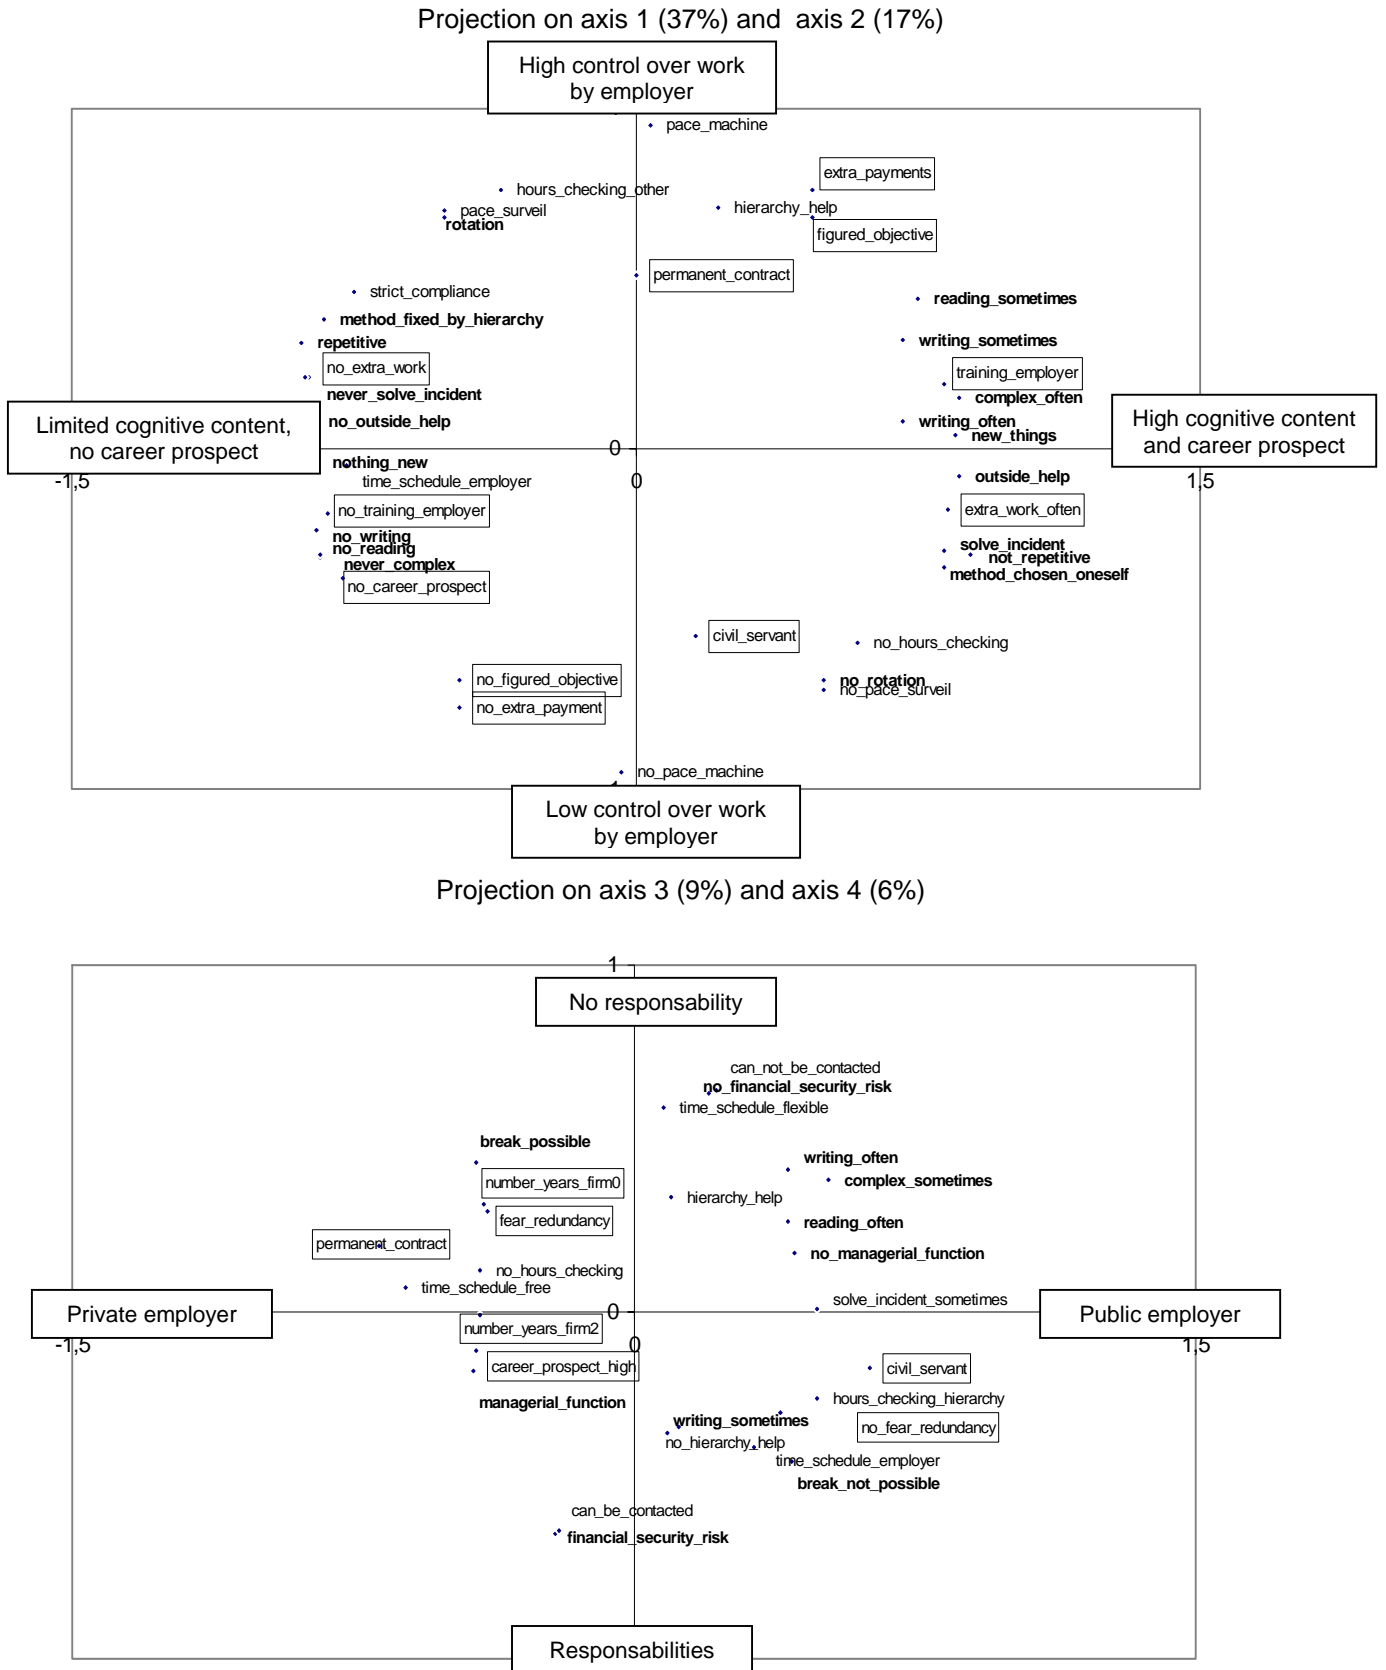 Projection on axis 1 (37%) and axis 2 (17%)
High control over work
by employer
pace_machine
extra_payments
hours_checking_other
hierarchy_help
pace_surveil
rotation
figured_objective
permanent_contract
strict_compliance
reading_sometimes
method_fixed_by_hierarchy
repetitive
writing_sometimes
no_extra_work
training_employer
never_solve_incident
complex_often
Limited cognitive content,
no career prospect
no_outside_help
writing_often
new_things
High cognitive content
and career prospect
0
nothing_new
-1,5
0
1,5
time_schedule_employer
outside_help
no_training_employer
extra_work_often
no_writing
no_reading
never_complex
solve_incident
not_repetitive
method_chosen_oneself
no_career_prospect
civil_servant
no_hours_checking
no_figured_objective
no_rotation
no_pace_surveil
no_extra_payment
no_pace_machine
Low control over work
by employer
Projection on axis 3 (9%) and axis 4 (6%)
1
No responsability
can_not_be_contacted
no_financial_security_risk
time_schedule_flexible
break_possible
writing_often
number_years_firm0
complex_sometimes
hierarchy_help
fear_redundancy
reading_often
permanent_contract
no_managerial_function
no_hours_checking
time_schedule_free
solve_incident_sometimes
Private employer
0
Public employer
number_years_firm2
-1,5
0
1,5
career_prospect_high
civil_servant
managerial_function
hours_checking_hierarchy
writing_sometimes
no_fear_redundancy
no_hierarchy_help
time_schedule_employer
break_not_possible
can_be_contacted
financial_security_risk
Responsabilities